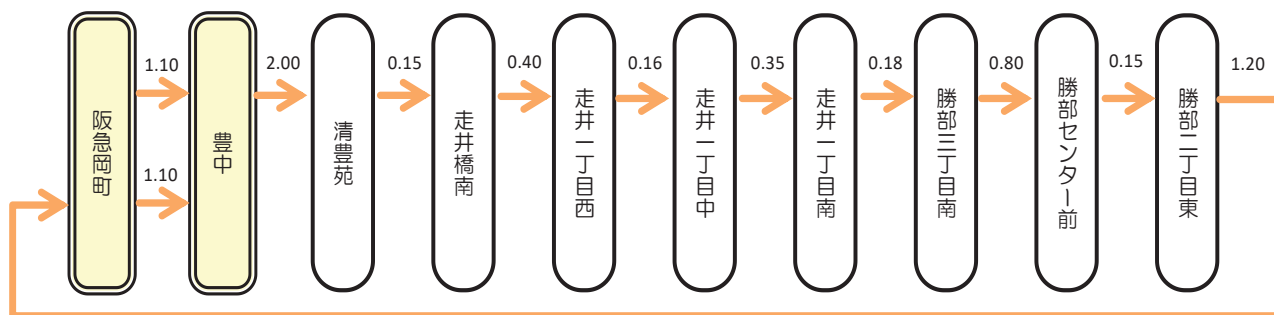 阪急岡町
1.10
1.10
豊中
2.00
清豊苑
0.15
走井橋南
0.40
走井一丁目西
0.16
走井一丁目中
0.35
走井一丁目南
0.18
勝部三丁目南
0.80
勝部センター前
0.15
勝部二丁目東
1.20